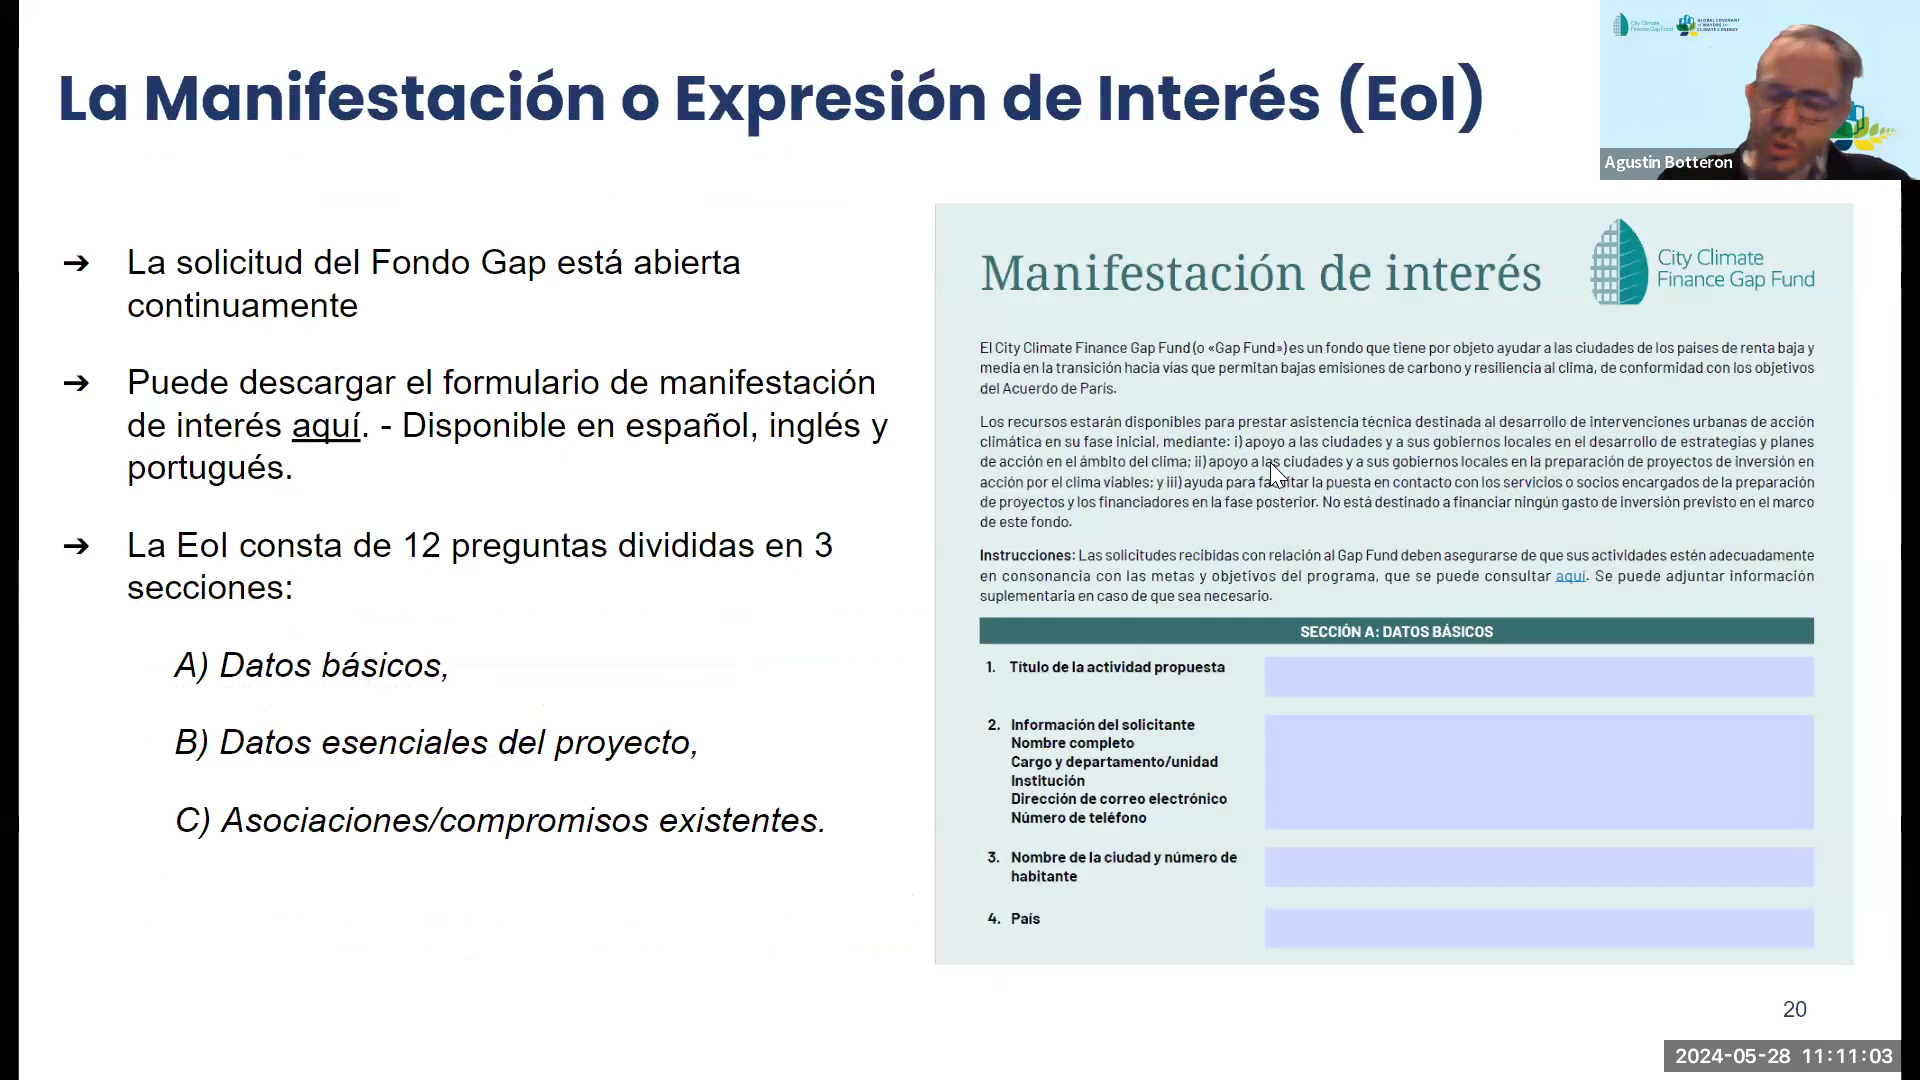 La Manifestación o Expresión de Interés (EoI)
City Climate
Finance Gap Fund
GLOBAL COVENANT
of MAYORS for
CLIMATE & ENERGY
Agustin Botteron
➔ La solicitud del Fondo Gap está abierta
continuamente
➔ Puede descargar el formulario de manifestación
de interés aquí. - Disponible en español, inglés y
portugués.
➔ La EoI consta de 12 preguntas divididas en 3
secciones:
A) Datos básicos,
B) Datos esenciales del proyecto,
C) Asociaciones/compromisos existentes.
Manifestación de interés
City Climate
Finance Gap Fund
El City Climate Finance Gap Fund (o «Gap Fund») es un fondo que tiene por objeto ayudar a las ciudades de los países de renta baja y
media en la transición hacia vías que permitan bajas emisiones de carbono y resiliencia al clima, de conformidad con los objetivos
del Acuerdo de París.
Los recursos estarán disponibles para prestar asistencia técnica destinada al desarrollo de intervenciones urbanas de acción
climática en su fase inicial, mediante: i) apoyo a las ciudades y a sus gobiernos locales en el desarrollo de estrategias y planes
de acción en el ámbito del clima; ii) apoyo a las ciudades y a sus gobiernos locales en la preparación de proyectos de inversión en
acción por el clima viables; y iii) ayuda para facilitar la puesta en contacto con los servicios o socios encargados de la preparación
de proyectos y los financiadores en la fase posterior. No está destinado a financiar ningún gasto de inversión previsto en el marco
de este fondo.
Instrucciones: Las solicitudes recibidas con relación al Gap Fund deben asegurarse de que sus actividades estén adecuadamente
en consonancia con las metas y objetivos del programa, que se puede consultar aquí. Se puede adjuntar información
suplementaria en caso de que sea necesario.
SECCIÓN A: DATOS BÁSICOS
1. Título de la actividad propuesta
2. Información del solicitante
Nombre completo
Cargo y departamento/unidad
Institución
Dirección de correo electrónico
Número de teléfono
3. Nombre de la ciudad y número de
habitante
4. País
20
2024-05-28 11:11:03